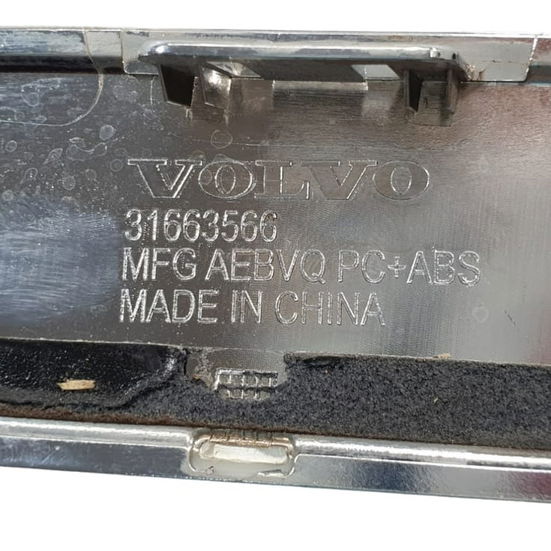 VOLVO
31663566
MFG AEBVQ PC+ABS
MADE IN CHINA